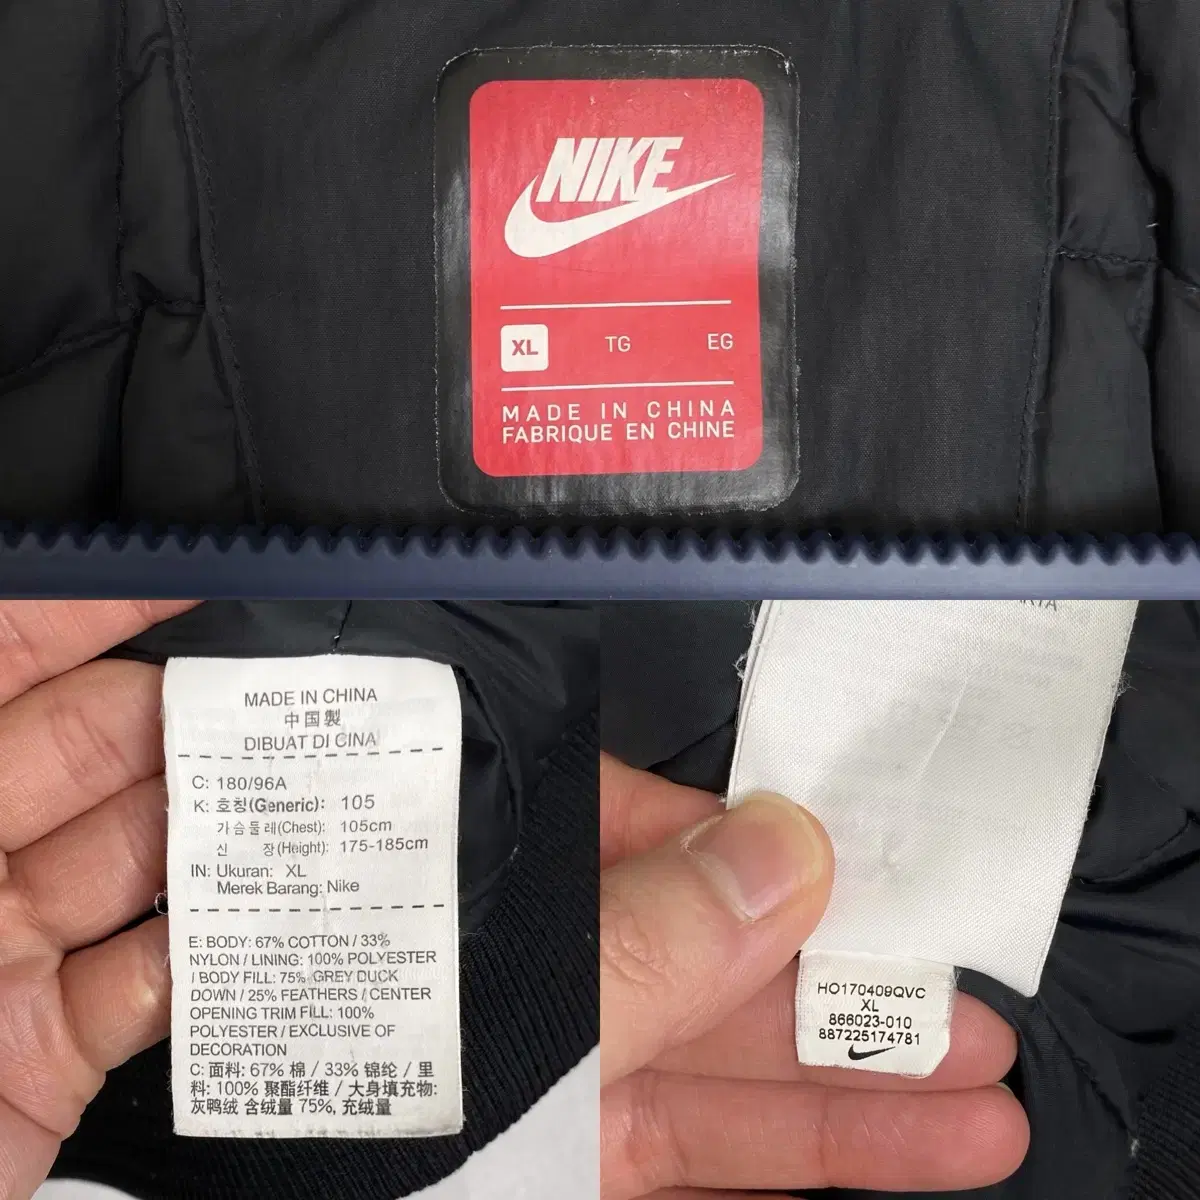 NIKE
XL TG EG
MADE IN CHINA
FABRIQUE EN CHINE
MADE IN CHINA
中国製
DIBUAT DI CINA
C: 180/96A
K: 호칭(Generic): 105
가슴둘레(Chest): 105cm
신 장(Height): 175-185cm
IN: Ukuran: XL
Merek Barang: Nike
E: BODY: 67% COTTON / 33%
NYLON / LINING: 100% POLYESTER
/ BODY FILL: 75% GREY DUCK
DOWN / 25% FEATHERS / CENTER
OPENING TRIM FILL: 100%
POLYESTER / EXCLUSIVE OF
DECORATION
C: 面料: 67% 棉 / 33% 锦纶 / 里
料: 100% 聚酯纤维 / 大身填充物:
灰鸭绒 含绒量 75%, 充绒量
HO170409QVC
XL
866023-010
887225174781